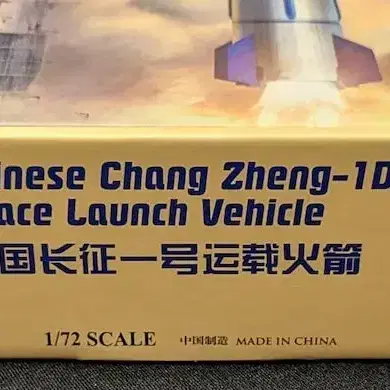 inese Chang Zheng-1D
ace Launch Vehicle
国长征一号运载火箭
1/72 SCALE 中国制造 MADE IN CHINA